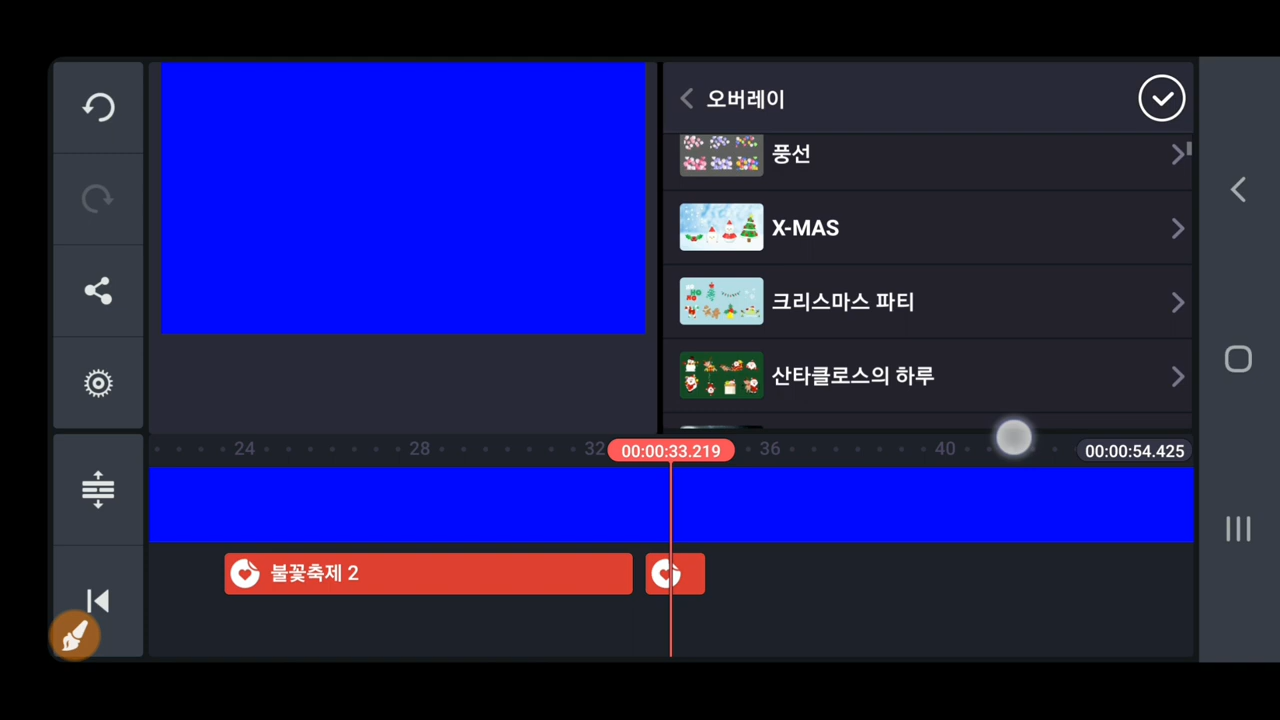 오버레이
풍선
X-MAS
크리스마스 파티
산타클로스의 하루
24
28
32
00:00:33.219
36
40
00:00:54.425
불꽃축제 2